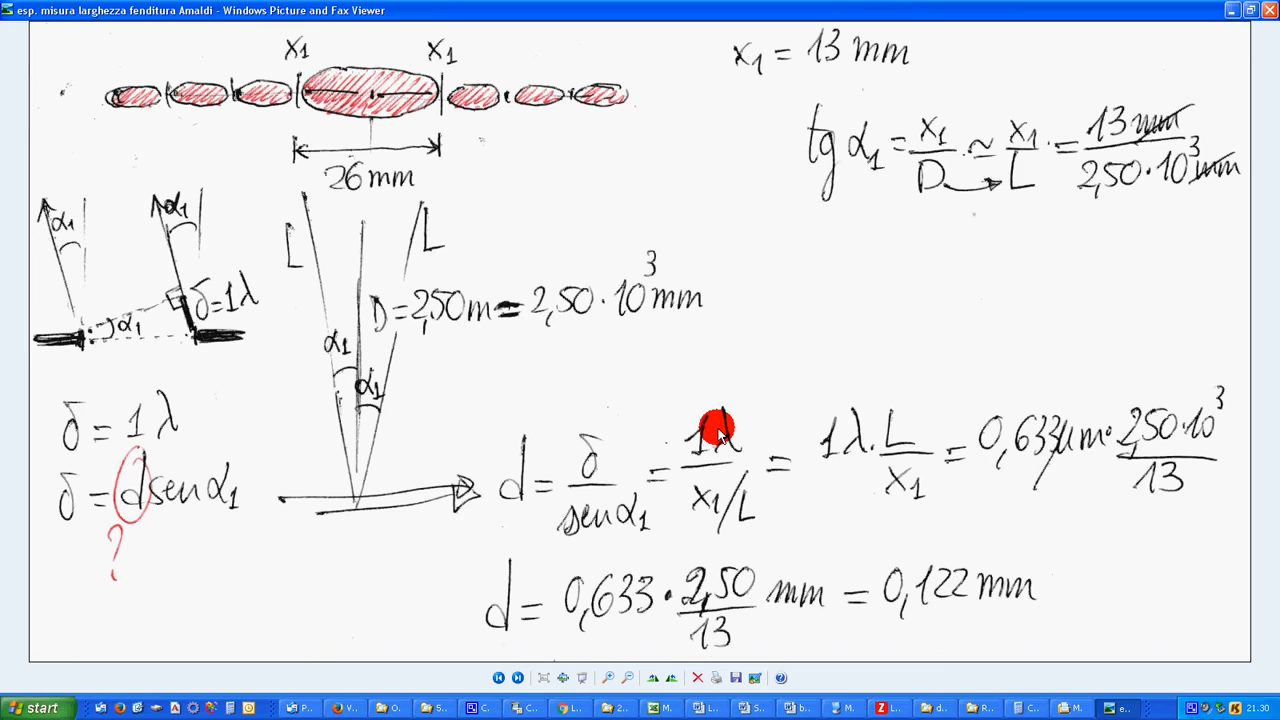 esp. misura larghezza fenditura Amaldi - Windows Picture and Fax Viewer
x₁ x₁
26 mm
x₁ = 13 mm
tg α₁ = x₁/D ≃ x₁/L = 13 mm / 2,50·10³ mm
α₁ α₁
δ=1λ
α₁
L L
D = 2,50 m = 2,50·10³ mm
α₁
α₁
δ = 1λ
δ = d sen α₁
?
d = δ / sen α₁ = 1λ / x₁/L = 1λ · L/x₁ = 0,633 μm · 2,50·10³ / 13
d = 0,633 · 2,50/13 mm = 0,122 mm
start
21.30